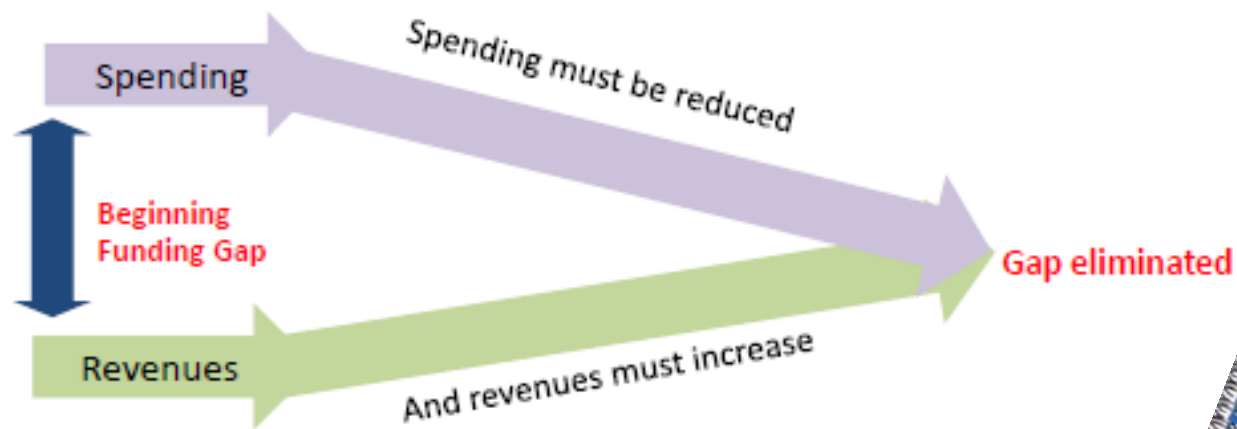 Spending must be reduced
Spending
Beginning
Funding Gap
Gap eliminated
Revenues
And revenues must increase